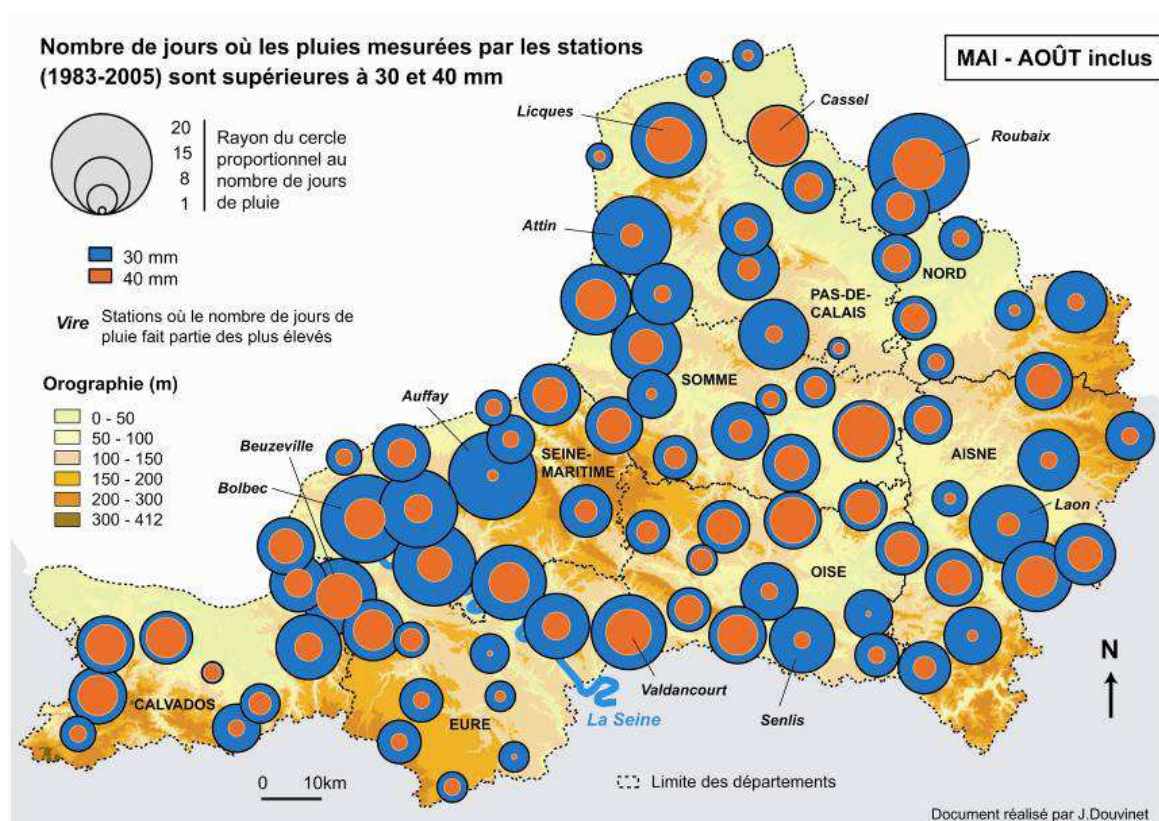 Nombre de jours où les pluies mesurées par les stations
(1983-2005) sont supérieures à 30 et 40 mm
MAI - AOÛT inclus
20
15
8
1
Rayon du cercle
proportionnel au
nombre de jours
de pluie
30 mm
40 mm
Vire
Stations où le nombre de jours de
pluie fait partie des plus élevés
Orographie (m)
0 - 50
50 - 100
100 - 150
150 - 200
200 - 300
300 - 412
Licques
Cassel
Roubaix
Attin
NORD
PAS-DE-
CALAIS
SOMME
Auffay
Beuzeville
Bolbec
SEINE-
MARITIME
AISNE
Laon
OISE
CALVADOS
EURE
La Seine
Valdancourt
Senlis
N
0 10km
Limite des départements
Document réalisé par J.Douvinet